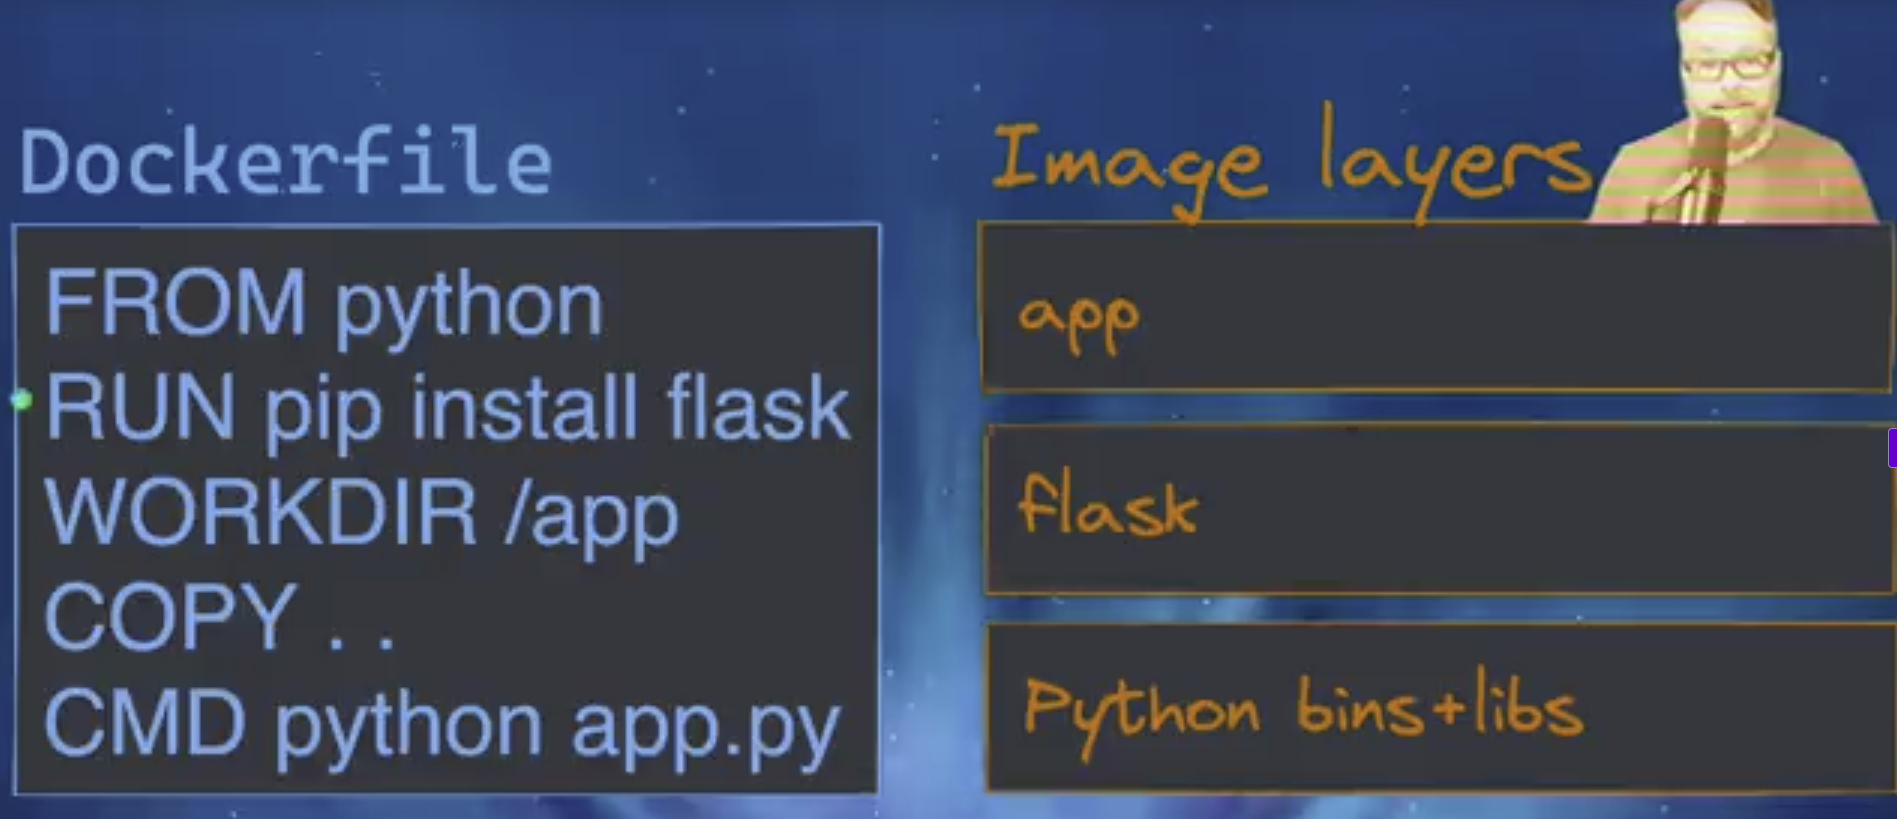 Dockerfile
FROM python
RUN pip install flask
WORKDIR /app
COPY . .
CMD python app.py
Image layers
app
flask
Python bins+libs